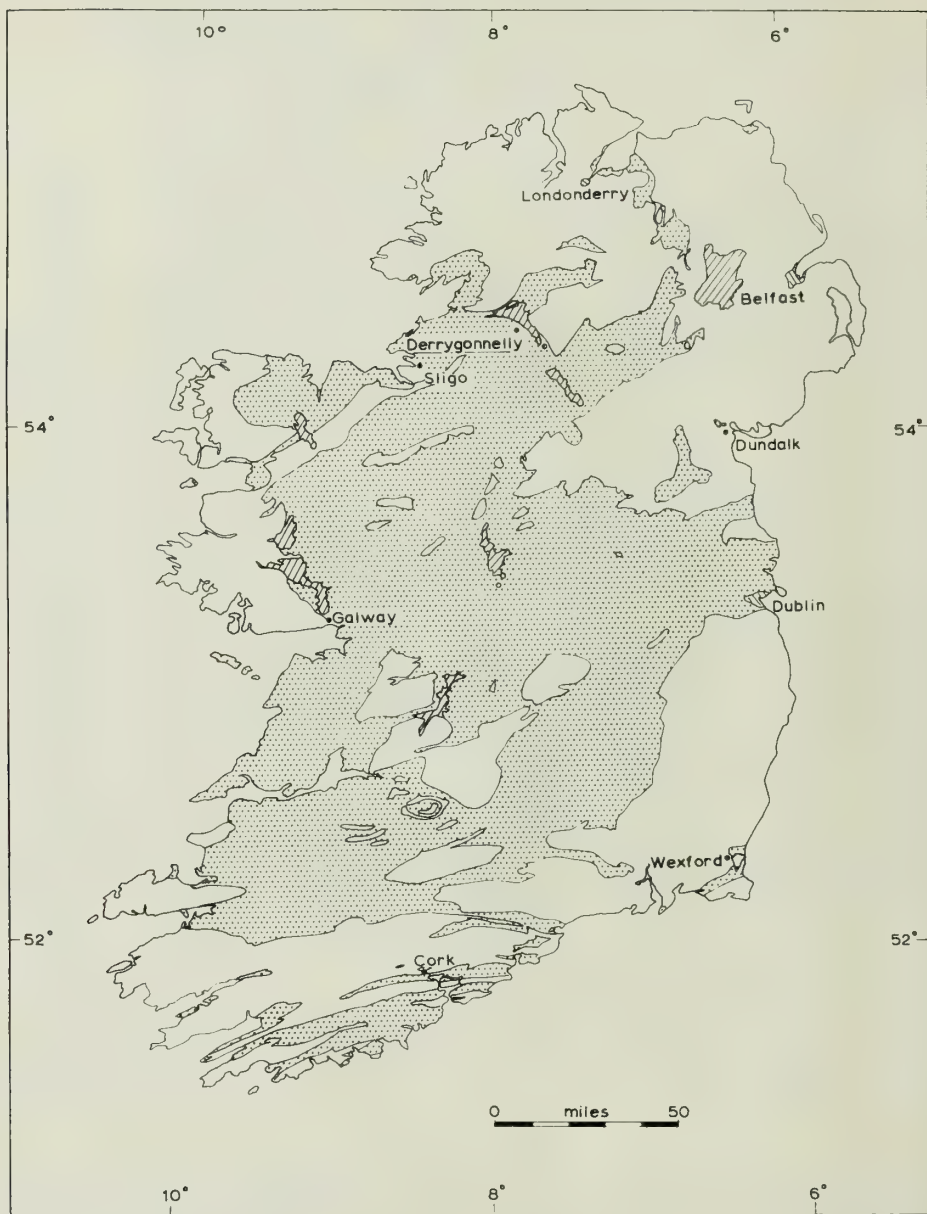 10° 8° 6°
Londonderry
Belfast
Derrygonnelly
Sligo
54° 54°
Dundalk
Galway
Dublin
Wexford
52° 52°
Cork
0 miles 50
10° 8° 6°